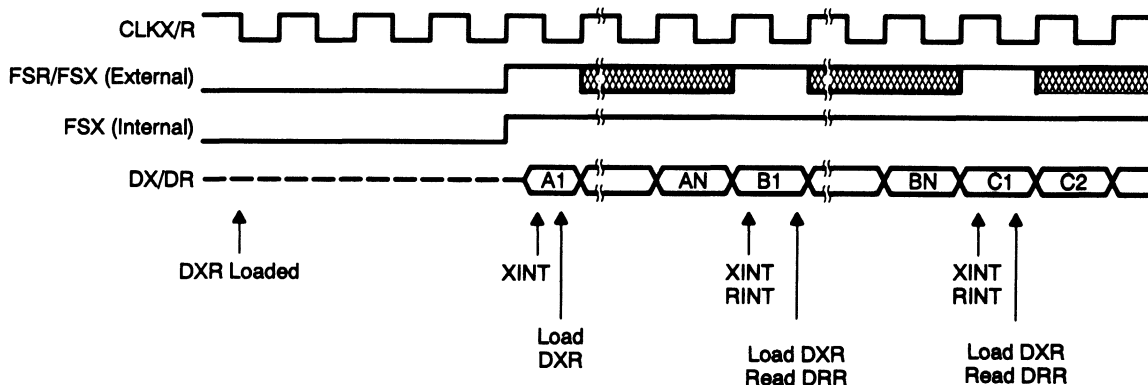 CLKX/R
FSR/FSX (External)
FSX (Internal)
DX/DR
A1
AN
B1
BN
C1
C2
DXR Loaded
XINT
XINT
RINT
XINT
RINT
Load
DXR
Load DXR
Read DRR
Load DXR
Read DRR